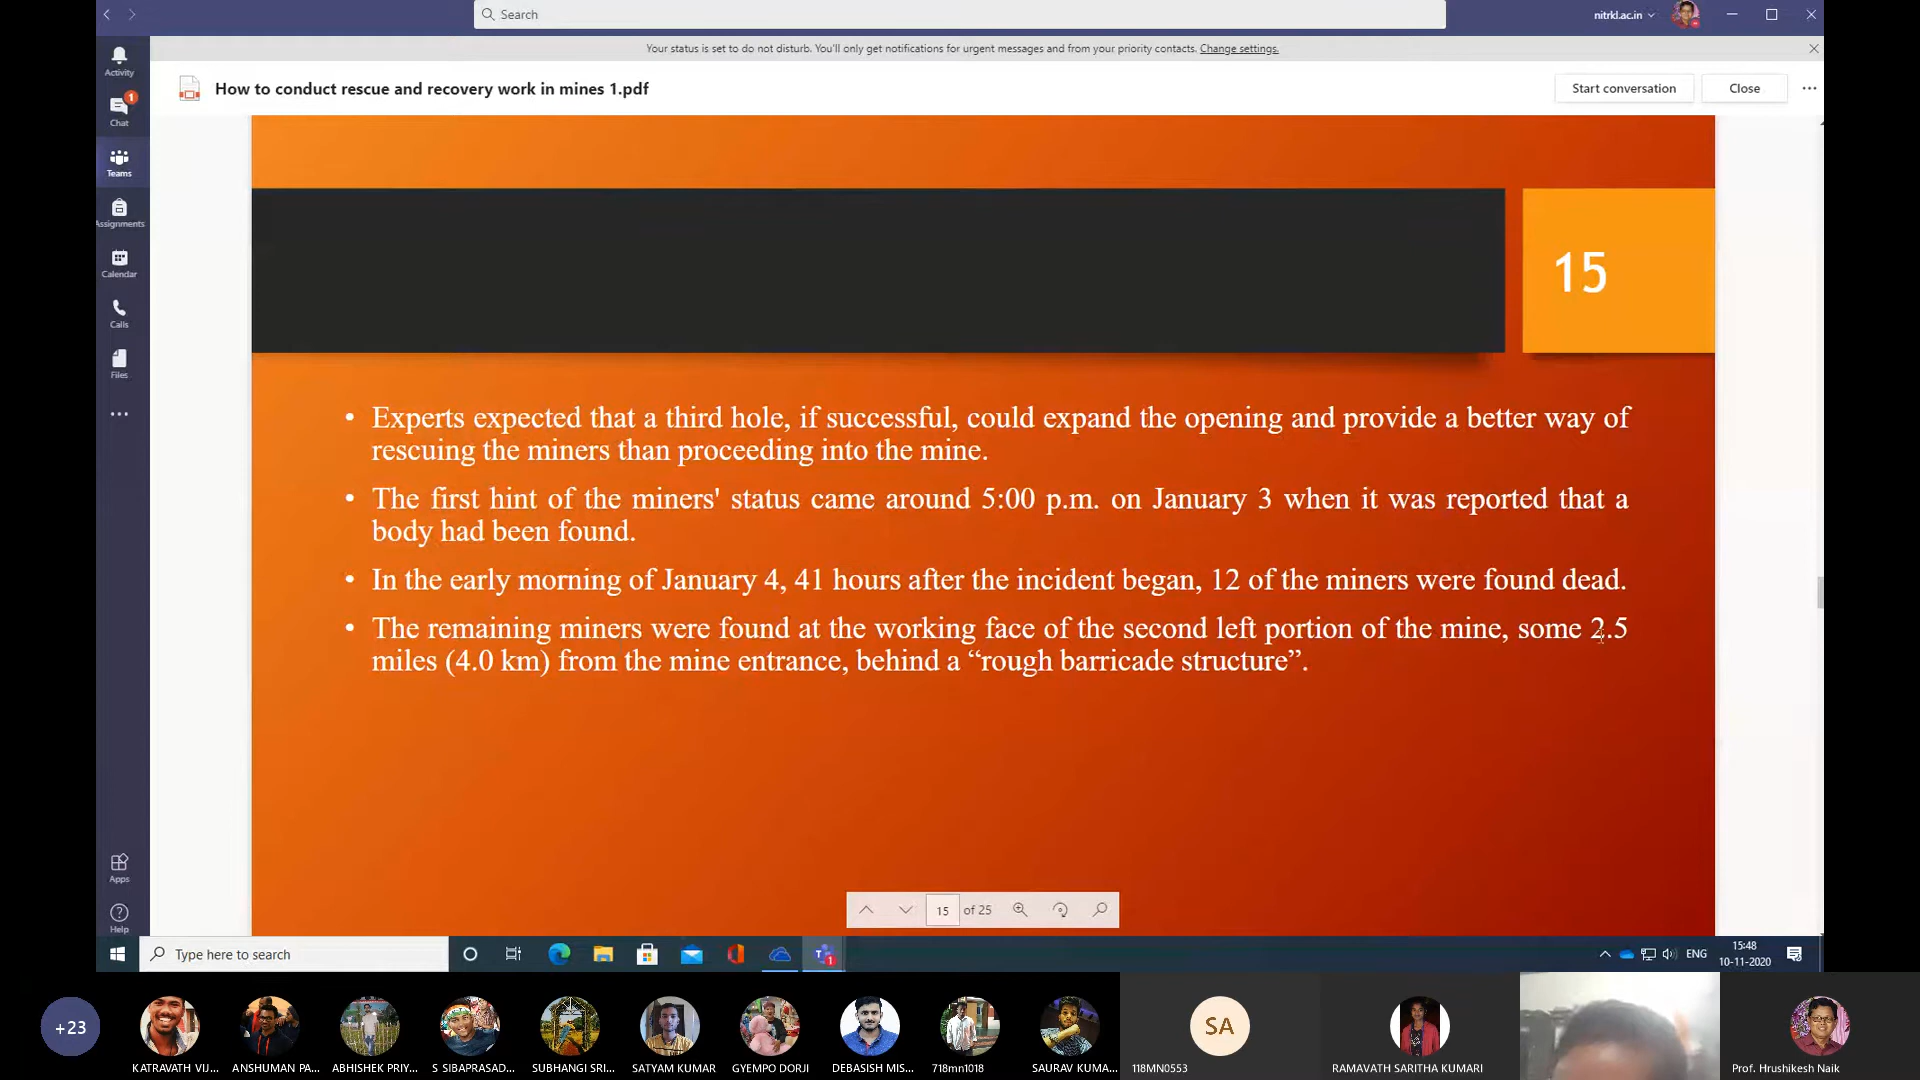 Search
nitrkl.ac.in
Your status is set to do not disturb. You'll only get notifications for urgent messages and from your priority contacts. Change settings.
Activity
How to conduct rescue and recovery work in mines 1.pdf
Start conversation
Close
1
Chat
Teams
Assignments
Calendar
Calls
Files
15
• Experts expected that a third hole, if successful, could expand the opening and provide a better way of
rescuing the miners than proceeding into the mine.
• The first hint of the miners' status came around 5:00 p.m. on January 3 when it was reported that a
body had been found.
• In the early morning of January 4, 41 hours after the incident began, 12 of the miners were found dead.
• The remaining miners were found at the working face of the second left portion of the mine, some 2.5
miles (4.0 km) from the mine entrance, behind a “rough barricade structure”.
Apps
Help
15 of 25
Type here to search
1
ENG
15:48
10-11-2020
+23
KATRAVATH VIJ...
ANSHUMAN PA...
ABHISHEK PRIY...
S SIBAPRASAD...
SUBHANGI SRI...
SATYAM KUMAR
GYEMPO DORJI
DEBASISH MIS...
718mn1018
SAURAV KUMA...
SA
118MN0553
RAMAVATH SARITHA KUMARI
Prof. Hrushikesh Naik